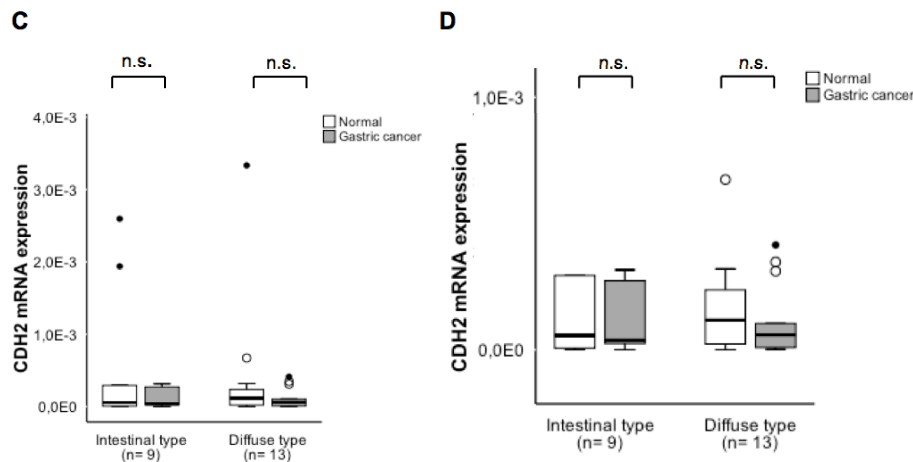 C
n.s.
n.s.
Normal
Gastric cancer
4,0E-3
3,0E-3
2,0E-3
1,0E-3
0,0E0
CDH2 mRNA expression
Intestinal type
(n= 9)
Diffuse type
(n= 13)
D
n.s.
n.s.
Normal
Gastric cancer
1,0E-3
0,0E0
CDH2 mRNA expression
Intestinal type
(n= 9)
Diffuse type
(n= 13)